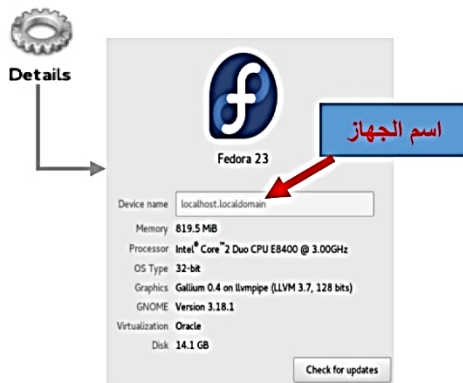 Details
Fedora 23
اسم الجهاز
Device name localhost.localdomain
Memory 819.5 MiB
Processor Intel® Core™2 Duo CPU E8400 @ 3.00GHz
OS Type 32-bit
Graphics Gallium 0.4 on llvmpipe (LLVM 3.7, 128 bits)
GNOME Version 3.18.1
Virtualization Oracle
Disk 14.1 GB
Check for updates